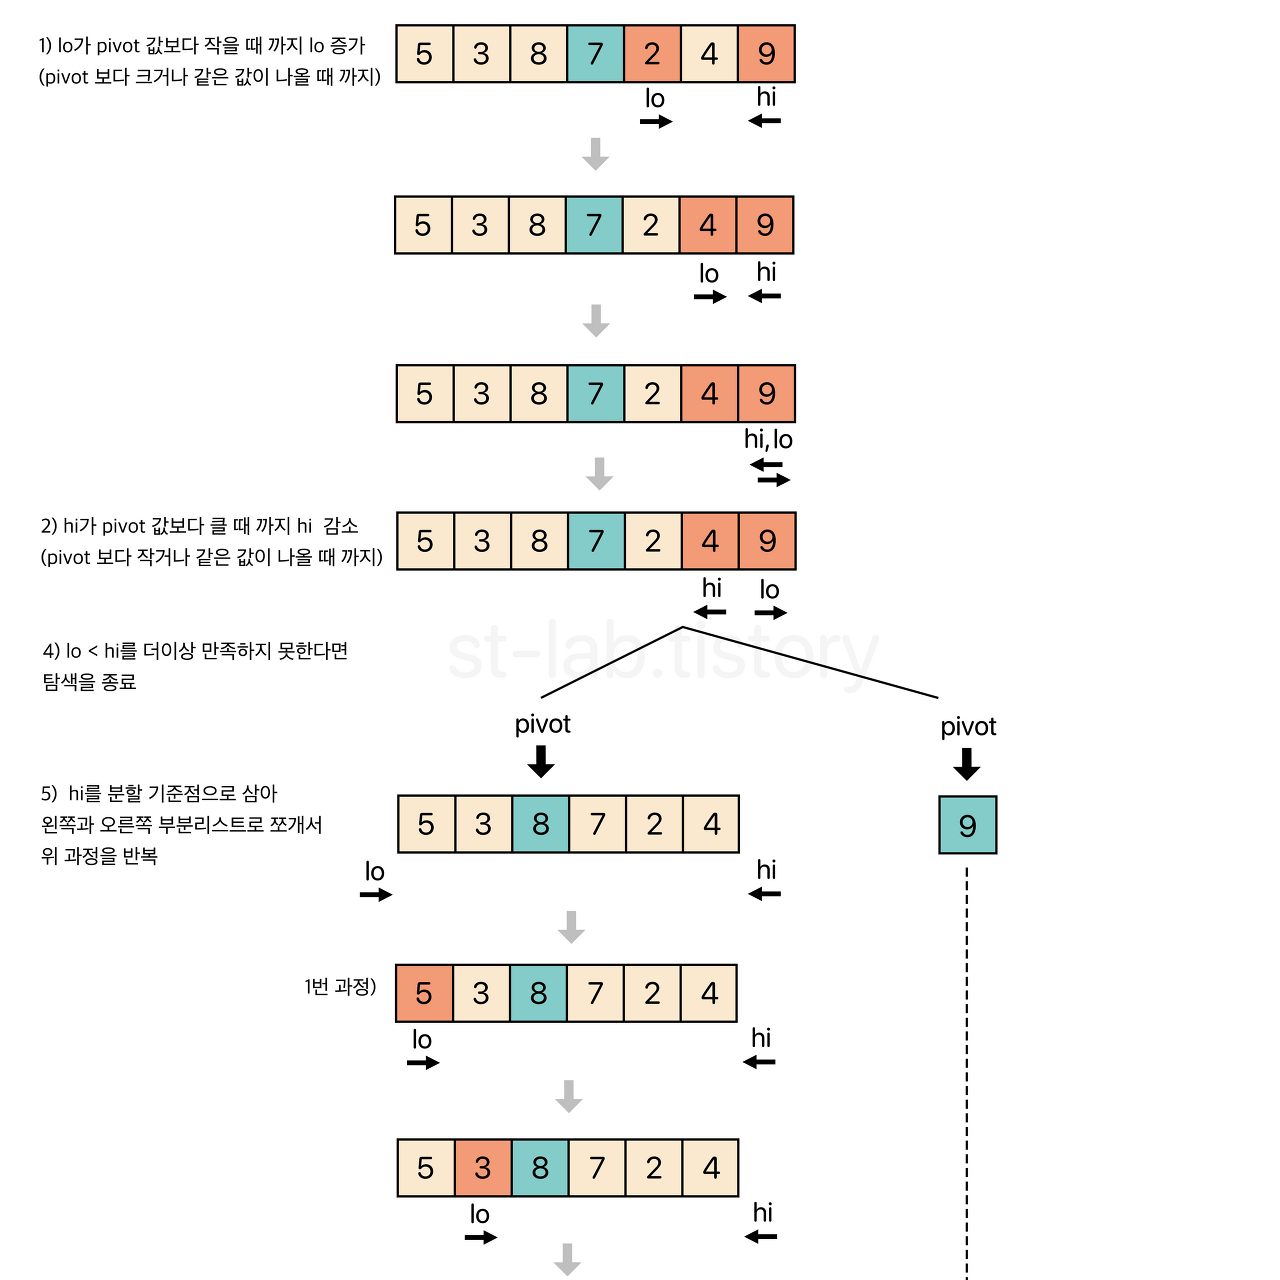 1) lo가 pivot 값보다 작을 때 까지 lo 증가
(pivot 보다 크거나 같은 값이 나올 때 까지)
5 3 8 7 2 4 9
lo hi
5 3 8 7 2 4 9
lo hi
5 3 8 7 2 4 9
hi, lo
2) hi가 pivot 값보다 클 때 까지 hi 감소
(pivot 보다 작거나 같은 값이 나올 때 까지)
5 3 8 7 2 4 9
hi lo
st-lab.tistory
4) lo < hi를 더이상 만족하지 못한다면
탐색을 종료
pivot pivot
5) hi를 분할 기준점으로 삼아
왼쪽과 오른쪽 부분리스트로 쪼개서
위 과정을 반복
5 3 8 7 2 4
9
lo hi
1번 과정)
5 3 8 7 2 4
lo hi
5 3 8 7 2 4
lo hi